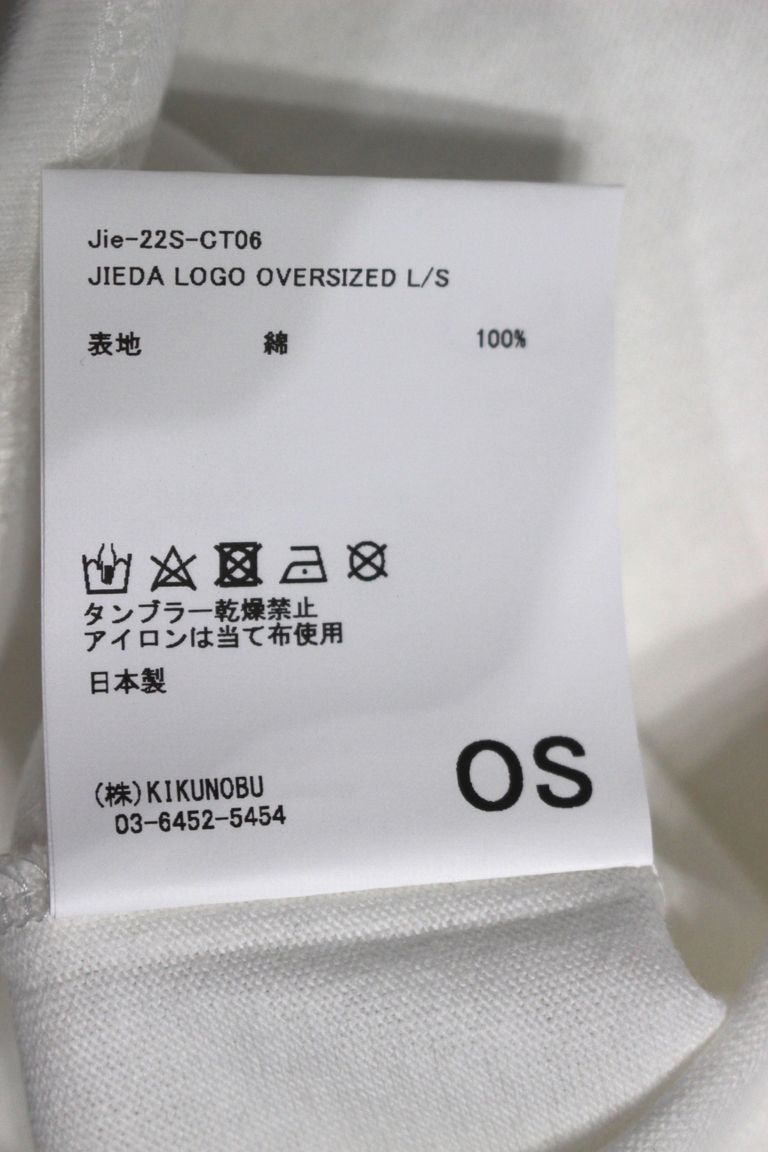 Jie-22S-CT06
JIEDA LOGO OVERSIZED L/S
表地 綿 100%
タンブラー乾燥禁止
アイロンは当て布使用
日本製
(株)KIKUNOBU
03-6452-5454
OS